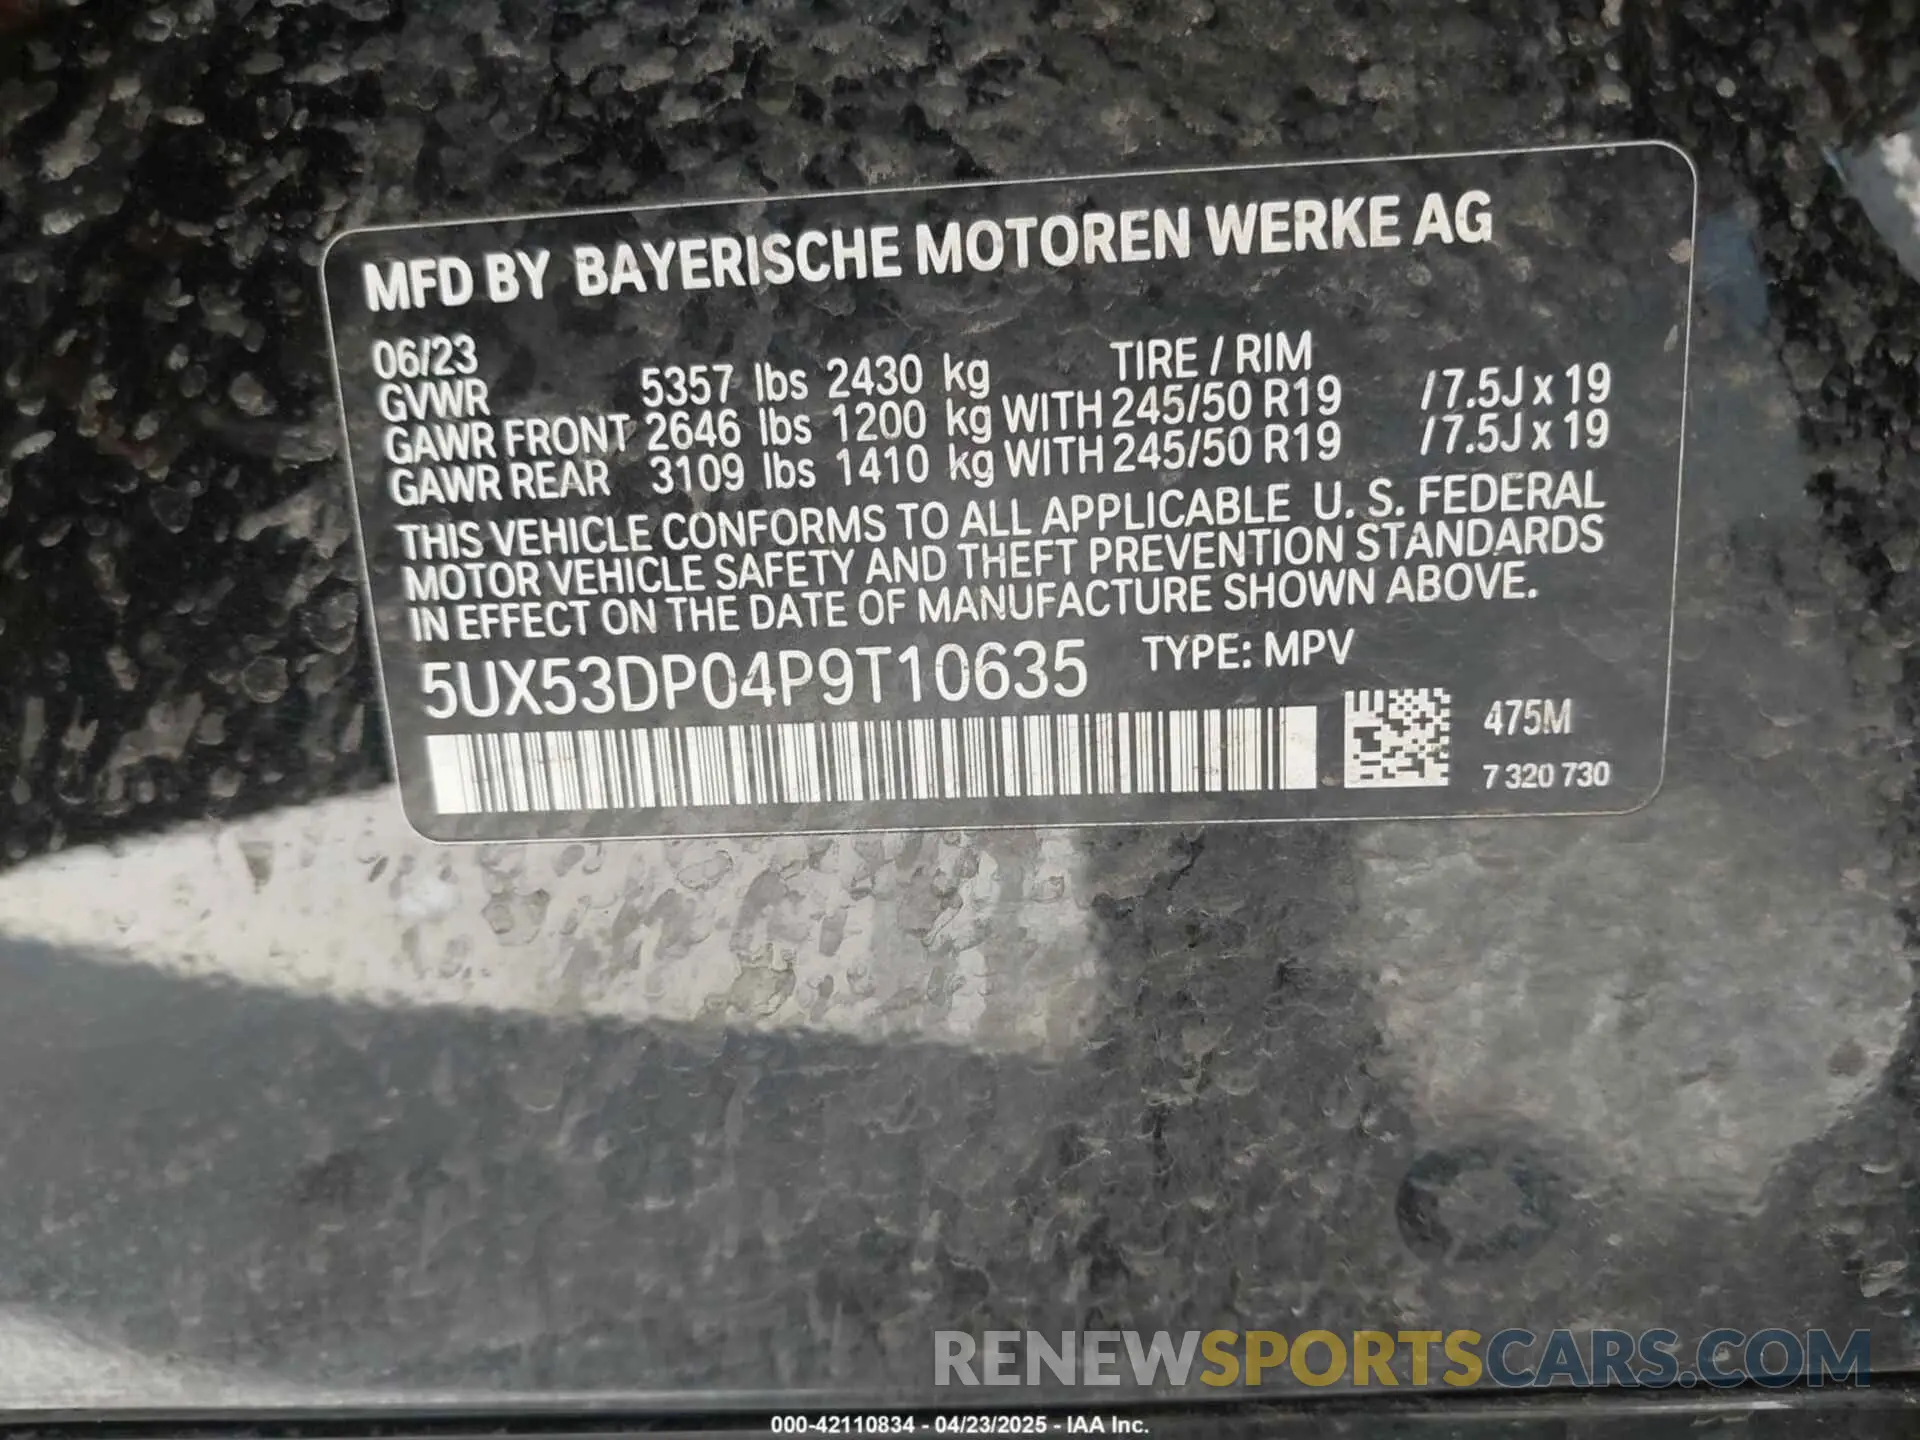 MFD BY BAYERISCHE MOTOREN WERKE AG
06/23 TIRE / RIM
GVWR 5357 lbs 2430 kg
GAWR FRONT 2646 lbs 1200 kg WITH 245/50 R19 /7.5J x 19
GAWR REAR 3109 lbs 1410 kg WITH 245/50 R19 /7.5J x 19
THIS VEHICLE CONFORMS TO ALL APPLICABLE U. S. FEDERAL
MOTOR VEHICLE SAFETY AND THEFT PREVENTION STANDARDS
IN EFFECT ON THE DATE OF MANUFACTURE SHOWN ABOVE.
5UX53DP04P9T10635 TYPE: MPV
475M
7 320 730
RENEWSPORTSCARS.COM
000-42110834 - 04/23/2025 - IAA Inc.